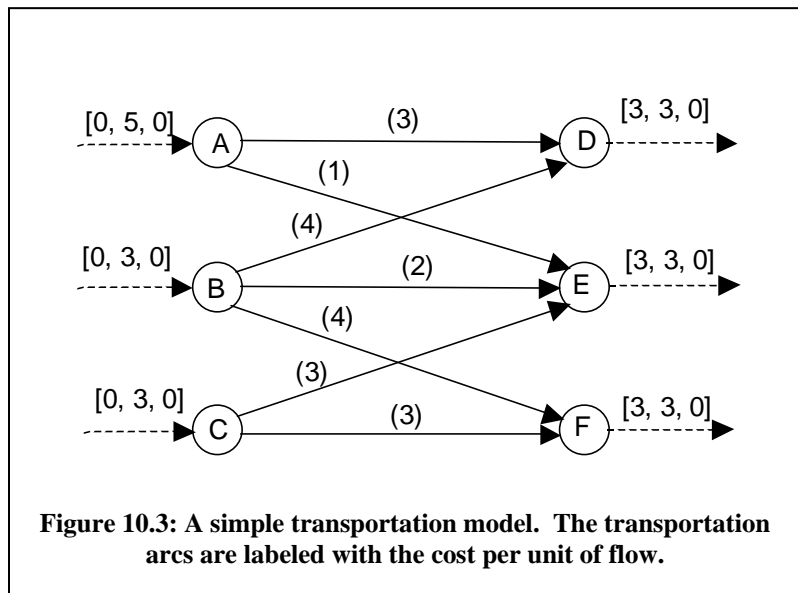 [0, 5, 0]
A
(3)
D
[3, 3, 0]
(1)
(4)
[0, 3, 0]
B
(2)
E
[3, 3, 0]
(4)
(3)
[0, 3, 0]
C
(3)
F
[3, 3, 0]
Figure 10.3: A simple transportation model. The transportation
arcs are labeled with the cost per unit of flow.